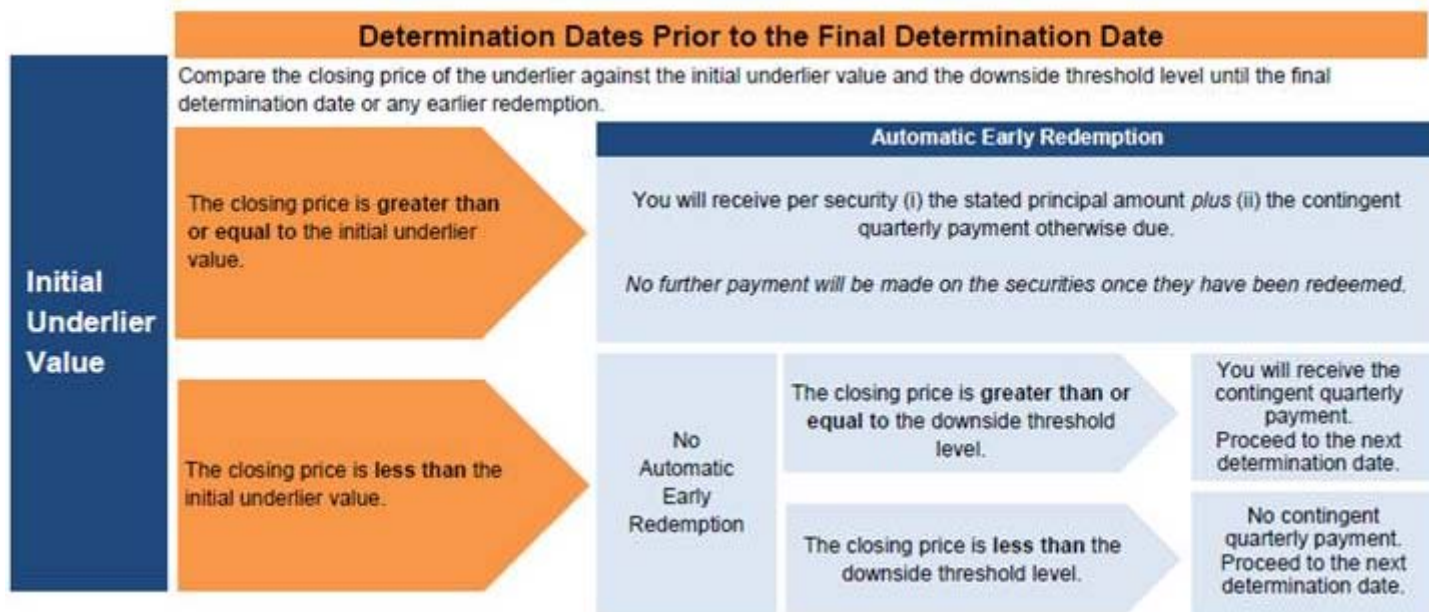 Determination Dates Prior to the Final Determination Date
Compare the closing price of the underlier against the initial underlier value and the downside threshold level until the final
determination date or any earlier redemption.
Initial
Underlier
Value
The closing price is greater than
or equal to the initial underlier
value.
Automatic Early Redemption
You will receive per security (i) the stated principal amount plus (ii) the contingent
quarterly payment otherwise due.
No further payment will be made on the securities once they have been redeemed.
The closing price is less than the
initial underlier value.
No
Automatic
Early
Redemption
The closing price is greater than or
equal to the downside threshold
level.
You will receive the
contingent quarterly
payment.
Proceed to the next
determination date.
The closing price is less than the
downside threshold level.
No contingent
quarterly payment.
Proceed to the next
determination date.